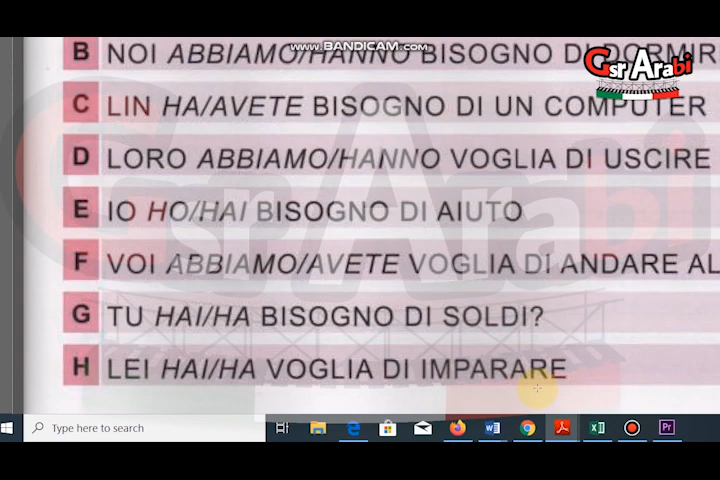 www.BANDICAM.com
Gsr Arabi
B NOI ABBIAMO/HANNO BISOGNO DI DORMIR
C LIN HA/AVETE BISOGNO DI UN COMPUTER
D LORO ABBIAMO/HANNO VOGLIA DI USCIRE
E IO HO/HAI BISOGNO DI AIUTO
F VOI ABBIAMO/AVETE VOGLIA DI ANDARE AL
G TU HAI/HA BISOGNO DI SOLDI?
H LEI HAI/HA VOGLIA DI IMPARARE
Type here to search